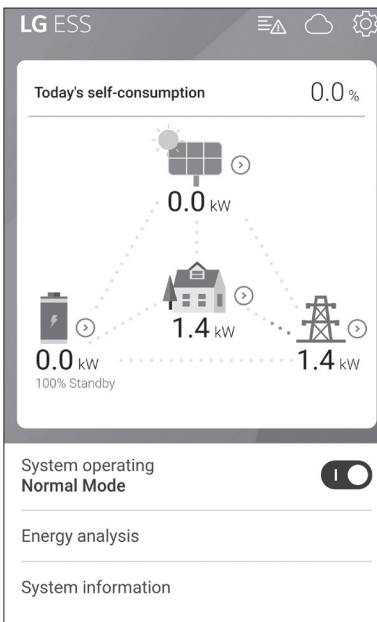 LG ESS
Today's self-consumption 0.0 %
0.0 kW
1.4 kW
0.0 kW
100% Standby
1.4 kW
System operating
Normal Mode
Energy analysis
System information